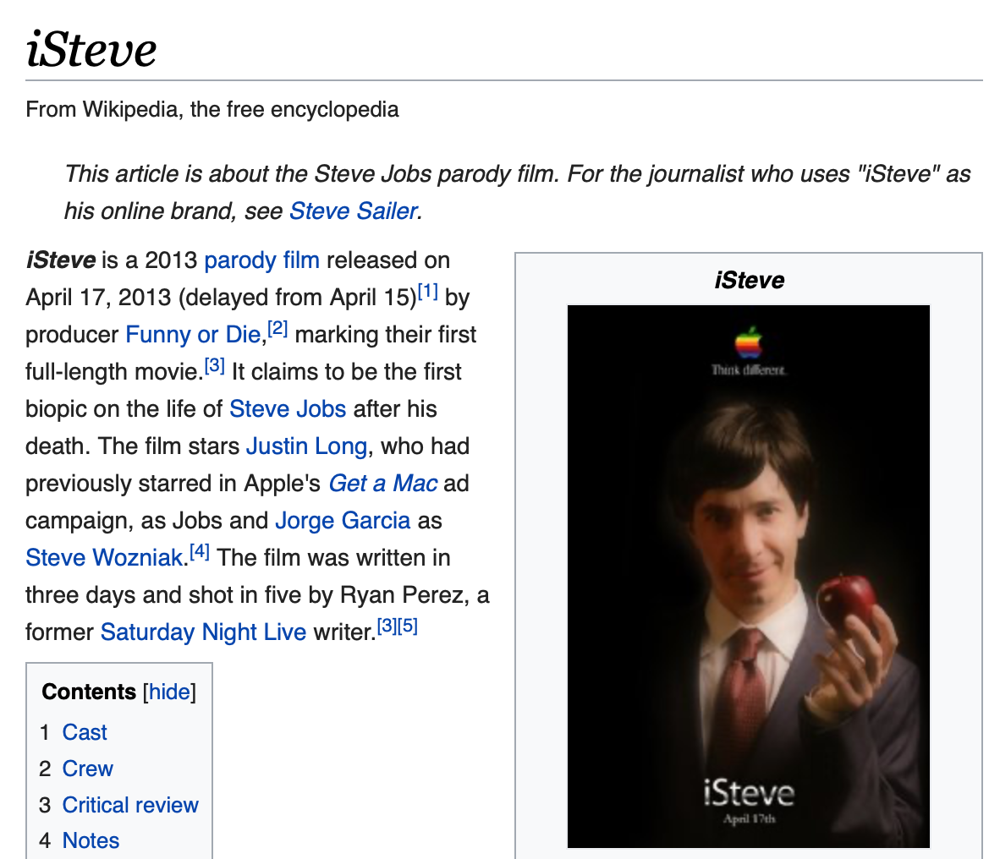 iSteve
From Wikipedia, the free encyclopedia
This article is about the Steve Jobs parody film. For the journalist who uses "iSteve" as
his online brand, see Steve Sailer.
iSteve is a 2013 parody film released on
April 17, 2013 (delayed from April 15)[1] by
producer Funny or Die,[2] marking their first
full-length movie.[3] It claims to be the first
biopic on the life of Steve Jobs after his
death. The film stars Justin Long, who had
previously starred in Apple's Get a Mac ad
campaign, as Jobs and Jorge Garcia as
Steve Wozniak.[4] The film was written in
three days and shot in five by Ryan Perez, a
former Saturday Night Live writer.[3][5]
Contents [hide]
1 Cast
2 Crew
3 Critical review
4 Notes
iSteve
Think different.
iSteve
April 17th